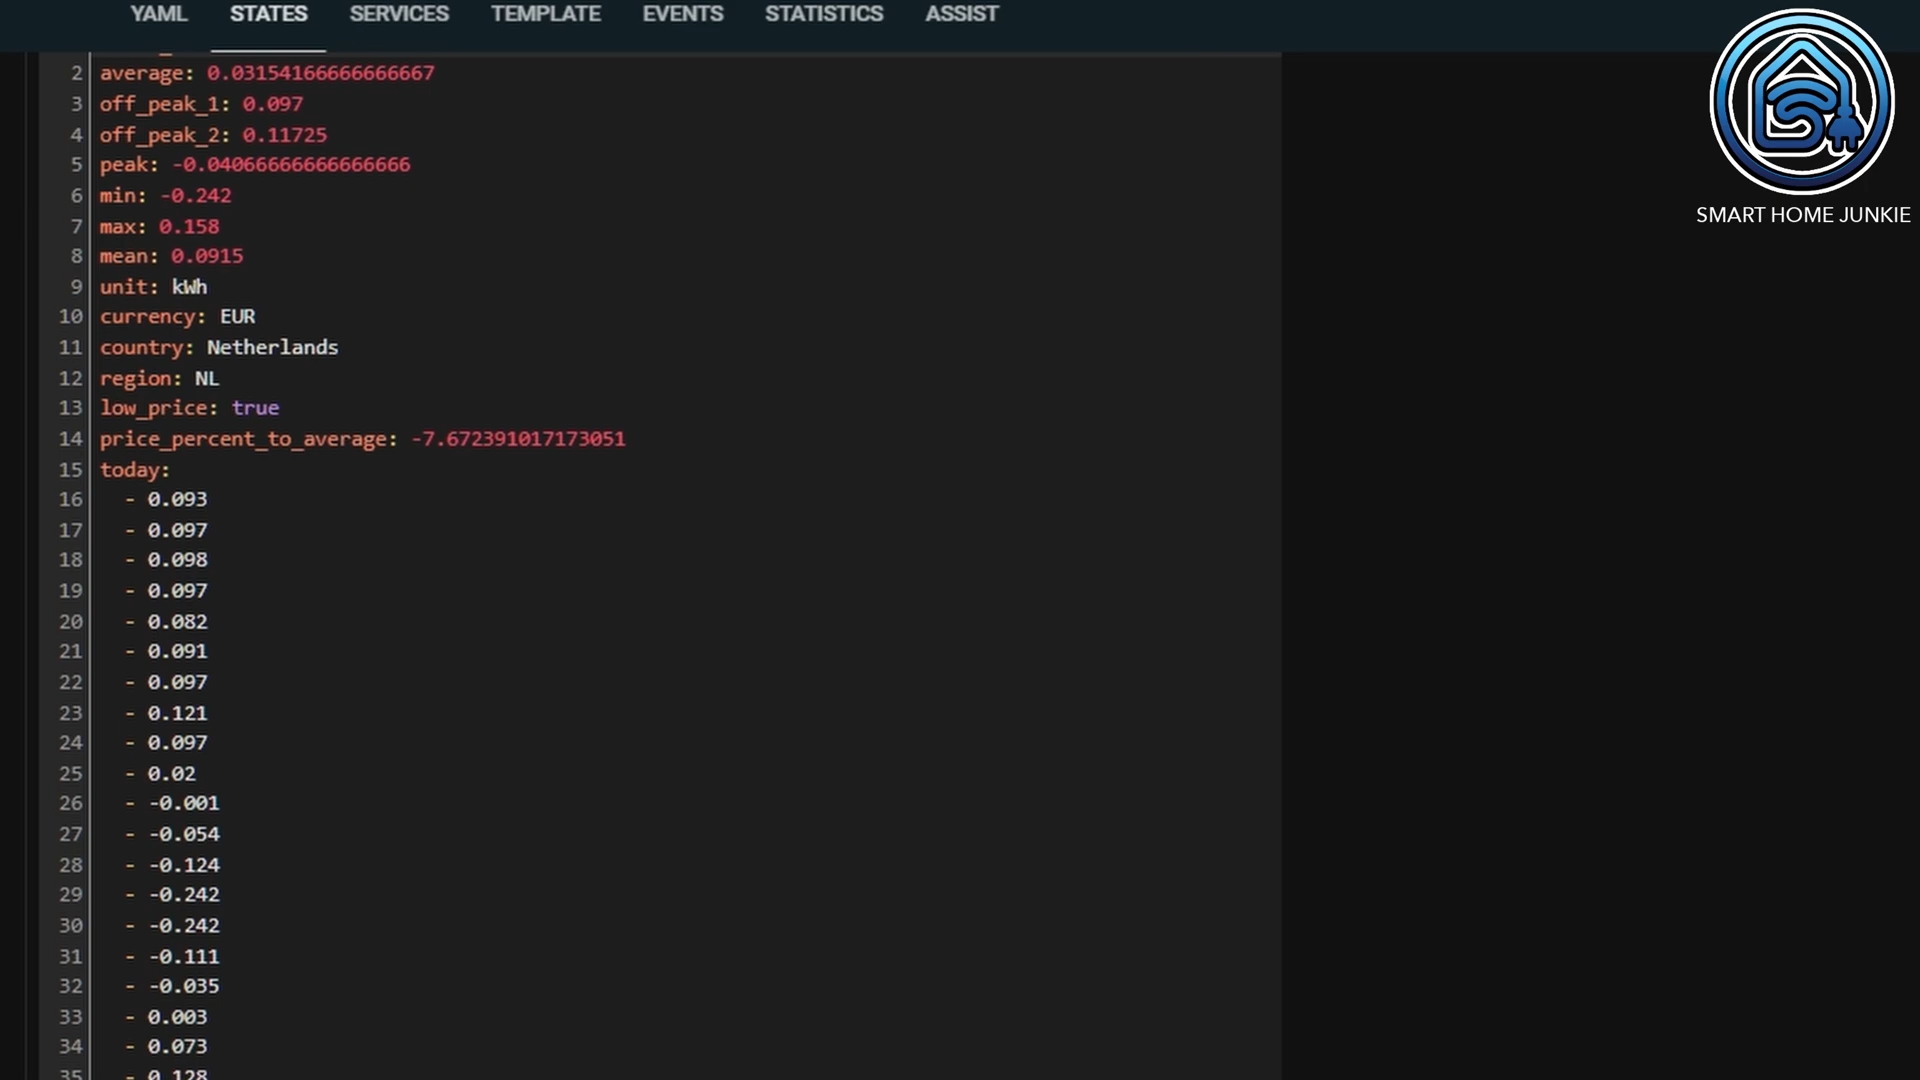 YAML STATES SERVICES TEMPLATE EVENTS STATISTICS ASSIST
SMART HOME JUNKIE
2 average: 0.03154166666666667
3 off_peak_1: 0.097
4 off_peak_2: 0.11725
5 peak: -0.04066666666666666
6 min: -0.242
7 max: 0.158
8 mean: 0.0915
9 unit: kWh
10 currency: EUR
11 country: Netherlands
12 region: NL
13 low_price: true
14 price_percent_to_average: -7.672391017173051
15 today:
16 - 0.093
17 - 0.097
18 - 0.098
19 - 0.097
20 - 0.082
21 - 0.091
22 - 0.097
23 - 0.121
24 - 0.097
25 - 0.02
26 - -0.001
27 - -0.054
28 - -0.124
29 - -0.242
30 - -0.242
31 - -0.111
32 - -0.035
33 - 0.003
34 - 0.073
35 - 0.128